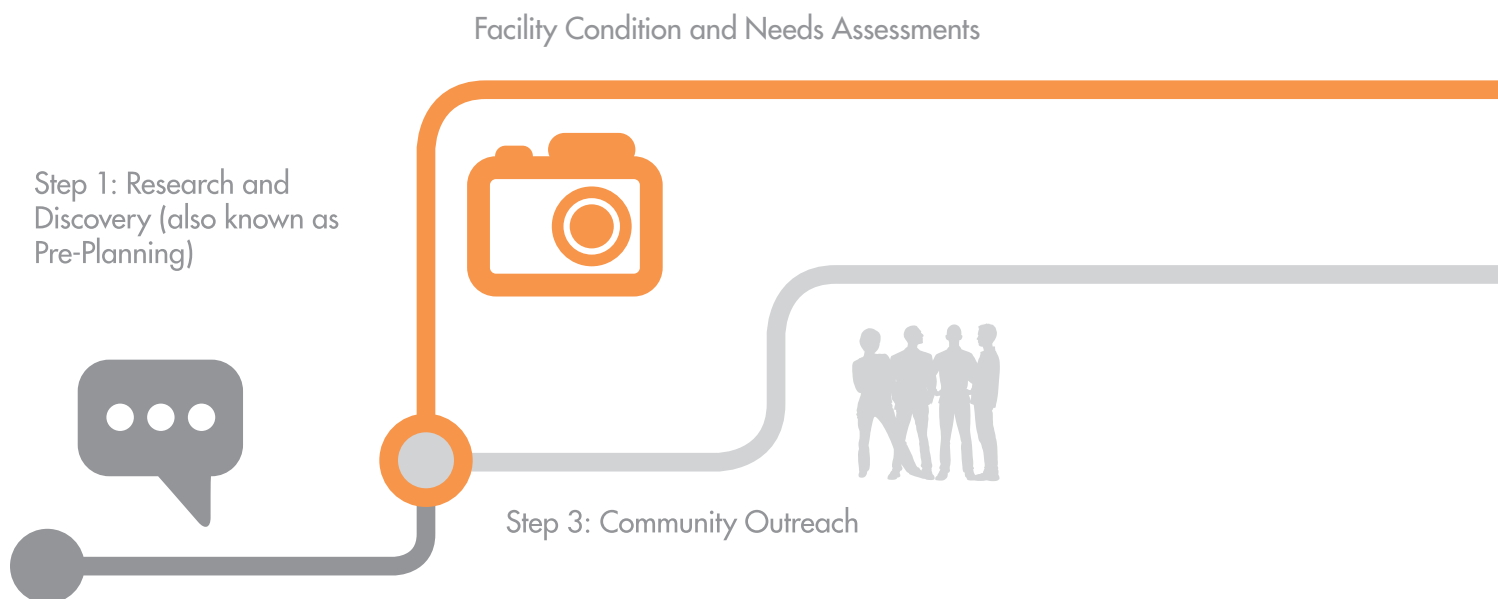 Facility Condition and Needs Assessments
Step 1: Research and
Discovery (also known as
Pre-Planning)
Step 3: Community Outreach